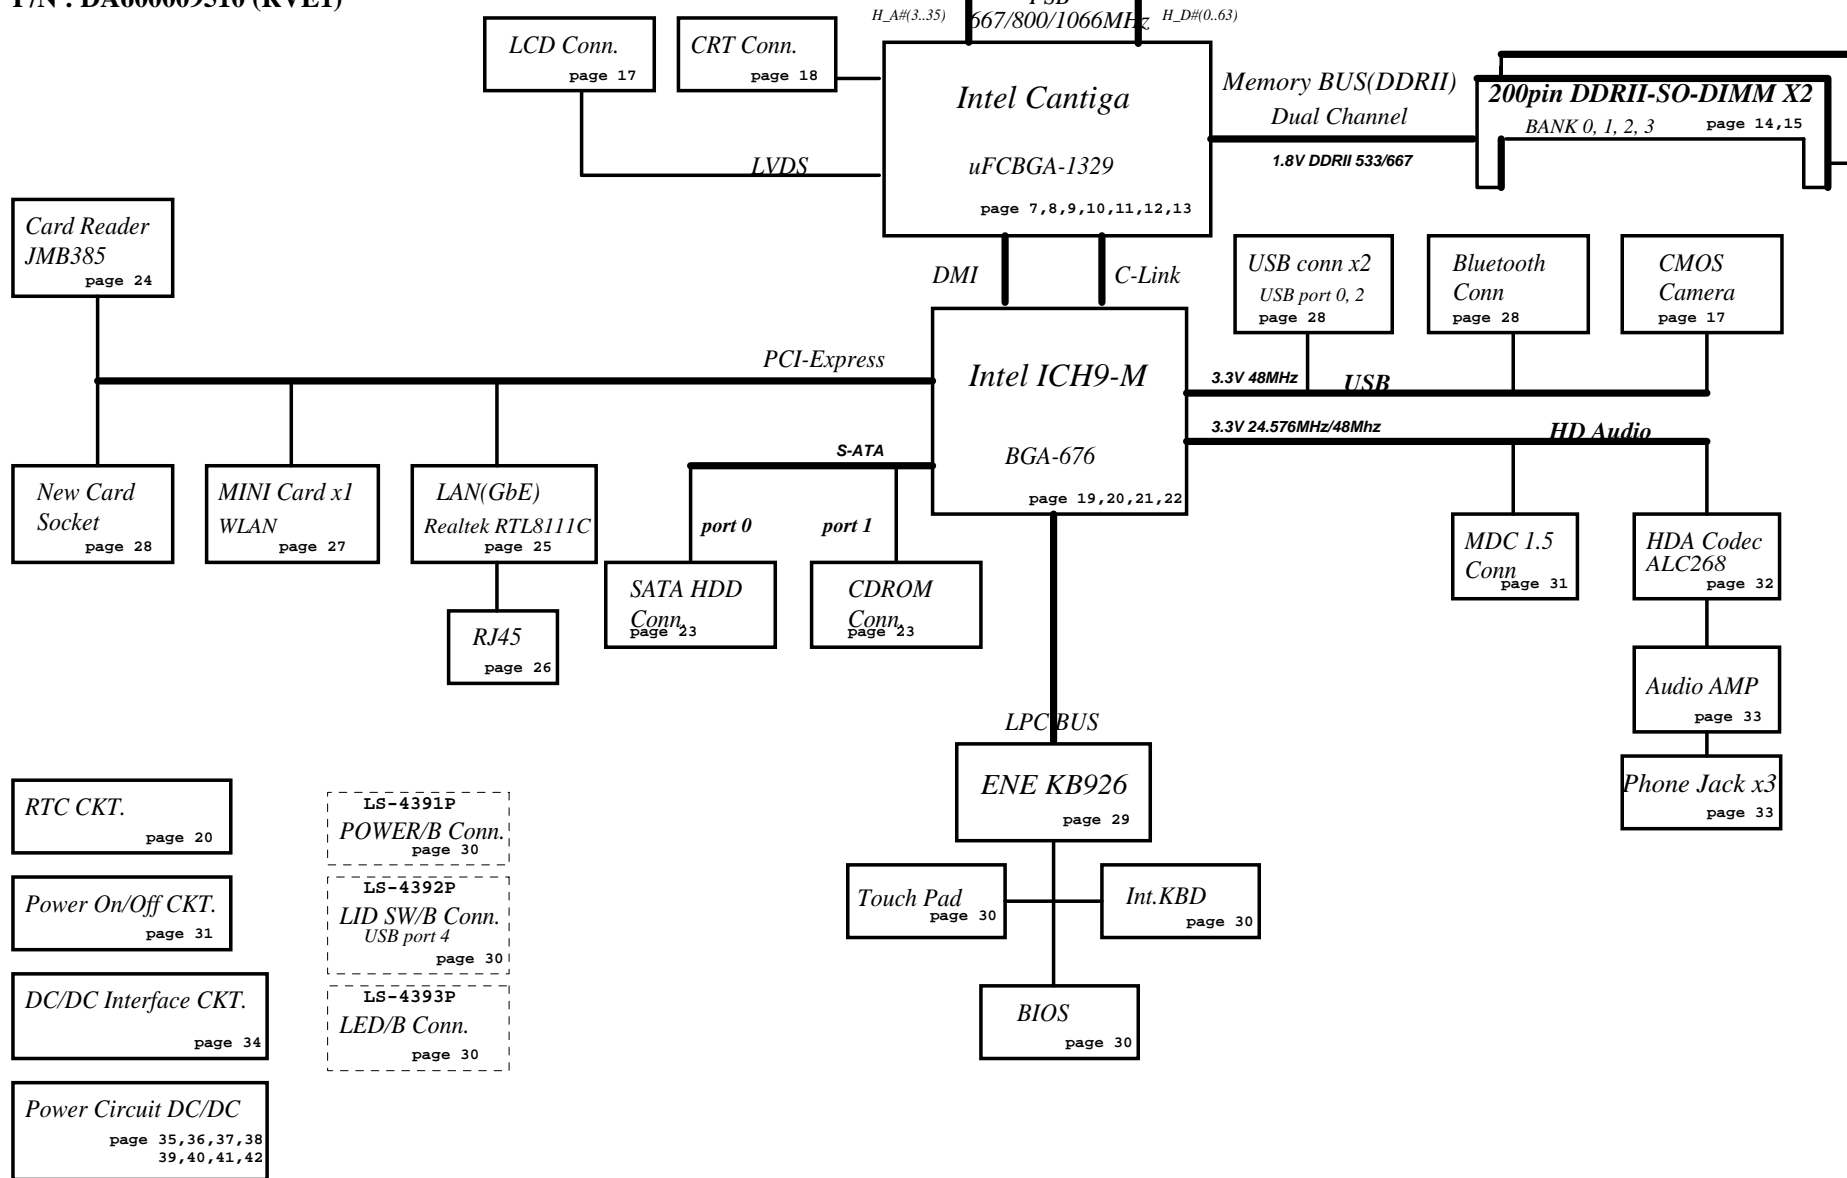 H_A#(3..35)
667/800/1066MHz
H_D#(0..63)
LCD Conn.
page 17
CRT Conn.
page 18
Intel Cantiga
uFCBGA-1329
page 7,8,9,10,11,12,13
Memory BUS(DDRII)
Dual Channel
1.8V DDRII 533/667
200pin DDRII-SO-DIMM X2
BANK 0, 1, 2, 3
page 14,15
LVDS
Card Reader
JMB385
page 24
DMI
C-Link
USB conn x2
USB port 0, 2
page 28
Bluetooth
Conn
page 28
CMOS
Camera
page 17
PCI-Express
Intel ICH9-M
BGA-676
page 19,20,21,22
3.3V 48MHz
USB
3.3V 24.576MHz/48Mhz
HD Audio
S-ATA
port 0
port 1
New Card
Socket
page 28
MINI Card x1
WLAN
page 27
LAN(GbE)
Realtek RTL8111C
page 25
RJ45
page 26
SATA HDD
Conn.
page 23
CDROM
Conn.
page 23
MDC 1.5
Conn
page 31
HDA Codec
ALC268
page 32
Audio AMP
page 33
Phone Jack x3
page 33
LPC BUS
ENE KB926
page 29
Touch Pad
page 30
Int.KBD
page 30
BIOS
page 30
RTC CKT.
page 20
Power On/Off CKT.
page 31
DC/DC Interface CKT.
page 34
Power Circuit DC/DC
page 35,36,37,38
39,40,41,42
LS-4391P
POWER/B Conn.
page 30
LS-4392P
LID SW/B Conn.
USB port 4
page 30
LS-4393P
LED/B Conn.
page 30